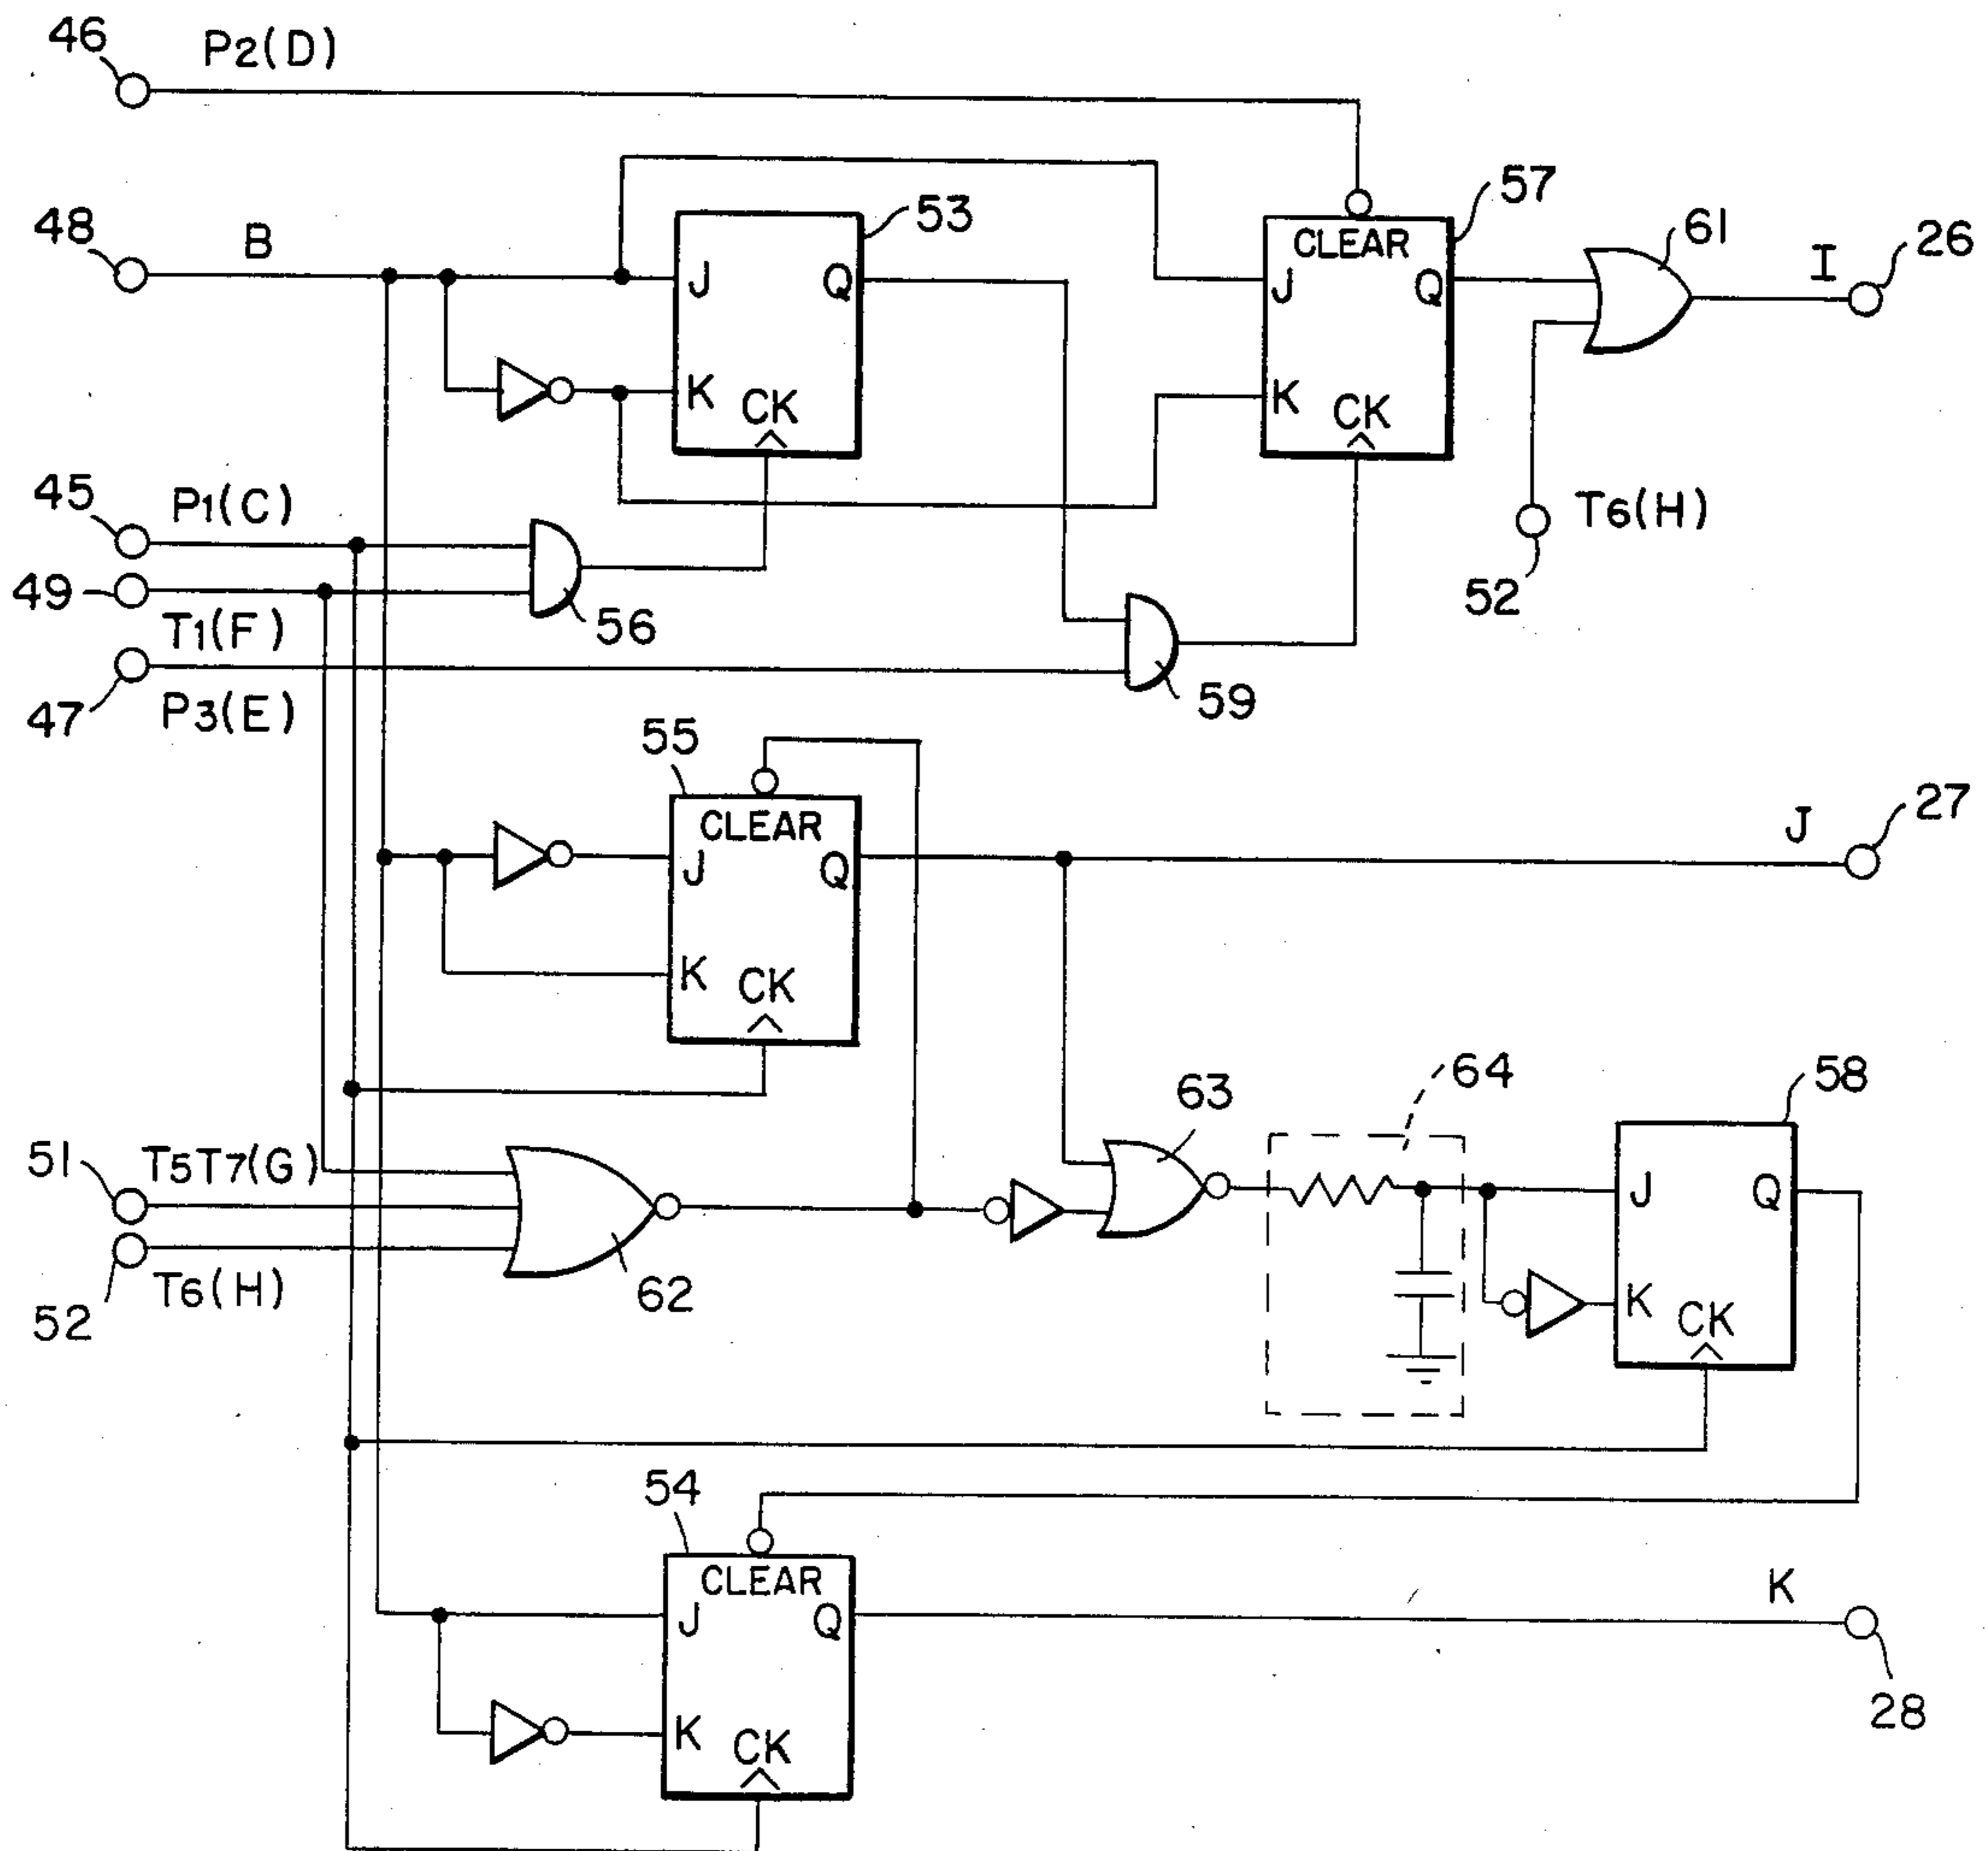 46 P2(D)
48 B
53
57
61
I 26
CLEAR
J Q
J Q
K CK
K CK
45 P1(C)
49
T1(F)
56
T6(H)
52
47 P3(E)
59
55
CLEAR
J Q
K CK
J 27
51 T5T7(G)
52 T6(H)
62
63
64
58
J Q
K CK
54
CLEAR
J Q
K CK
K
28